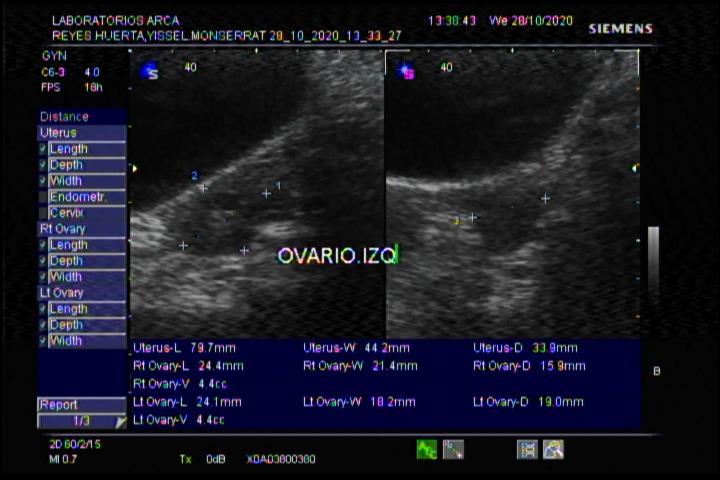 LABORATORIOS ARCA
13:38:43 We 28/10/2020
SIEMENS
REYES HUERTA,YISSEL.MONSERRAT 28_10_2020_13_33_27
GYN
C6-3 4.0
FPS 18h
S 40
S 40
Distance
Uterus
Length
Depth
Width
Endometr.
Cervix
Rt Ovary
Length
Depth
Width
Lt Ovary
Length
Depth
Width
2
1
3
OVARIO.IZQ
Uterus-L 79.7mm Uterus-W 44.2mm Uterus-D 33.9mm
Rt Ovary-L 24.4mm Rt Ovary-W 21.4mm Rt Ovary-D 15.9mm
Rt Ovary-V 4.4cc
Lt Ovary-L 24.1mm Lt Ovary-W 18.2mm Lt Ovary-D 19.0mm
Lt Ovary-V 4.4cc
B
Report
1/3
2D 60/2/15
MI 0.7 Tx 0dB XDA03800380